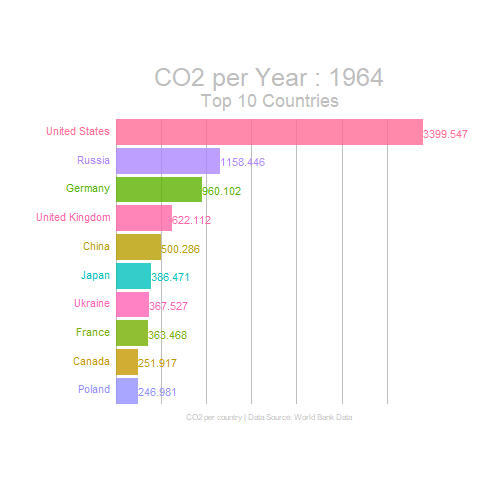 CO2 per Year : 1964
Top 10 Countries
United States 3399.547
Russia 1158.446
Germany 960.102
United Kingdom 622.112
China 500.286
Japan 386.471
Ukraine 367.527
France 363.468
Canada 251.917
Poland 246.981
CO2 per country | Data Source: World Bank Data